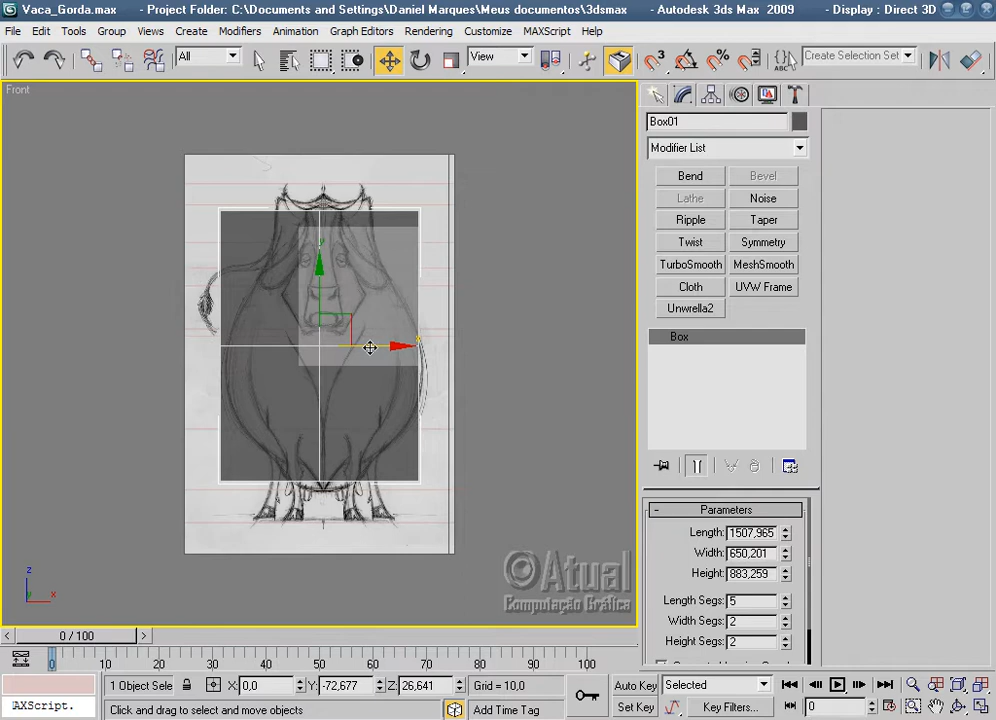 Vaca_Gorda.max - Project Folder: C:\Documents and Settings\Daniel Marques\Meus documentos\3dsmax - Autodesk 3ds Max 2009 - Display : Direct 3D
File Edit Tools Group Views Create Modifiers Animation Graph Editors Rendering Customize MAXScript Help
All View Create Selection Set
Front
Box01
Modifier List
Bend Bevel
Lathe Noise
Ripple Taper
Twist Symmetry
TurboSmooth MeshSmooth
Cloth UVW Frame
Unwrella2
Box
Parameters
Length: 1507,965
Width: 650,201
Height: 883,259
Length Segs: 5
Width Segs: 2
Height Segs: 2
y
z
x
y
©Atual
Computação Gráfica
0 / 100
0 10 20 30 40 50 60 70 80 90 100
1 Object Sele X: 0,0 Y: -72,677 Z: 26,641 Grid = 10,0 Auto Key Selected
AXScript. Click and drag to select and move objects Add Time Tag Set Key Key Filters... 0